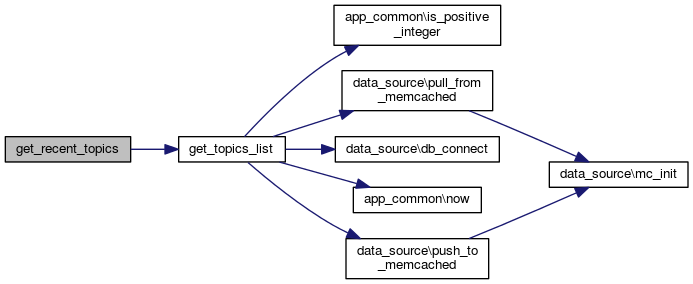 get_recent_topics
get_topics_list
app_common\is_positive
_integer
data_source\pull_from
_memcached
data_source\db_connect
app_common\now
data_source\push_to
_memcached
data_source\mc_init